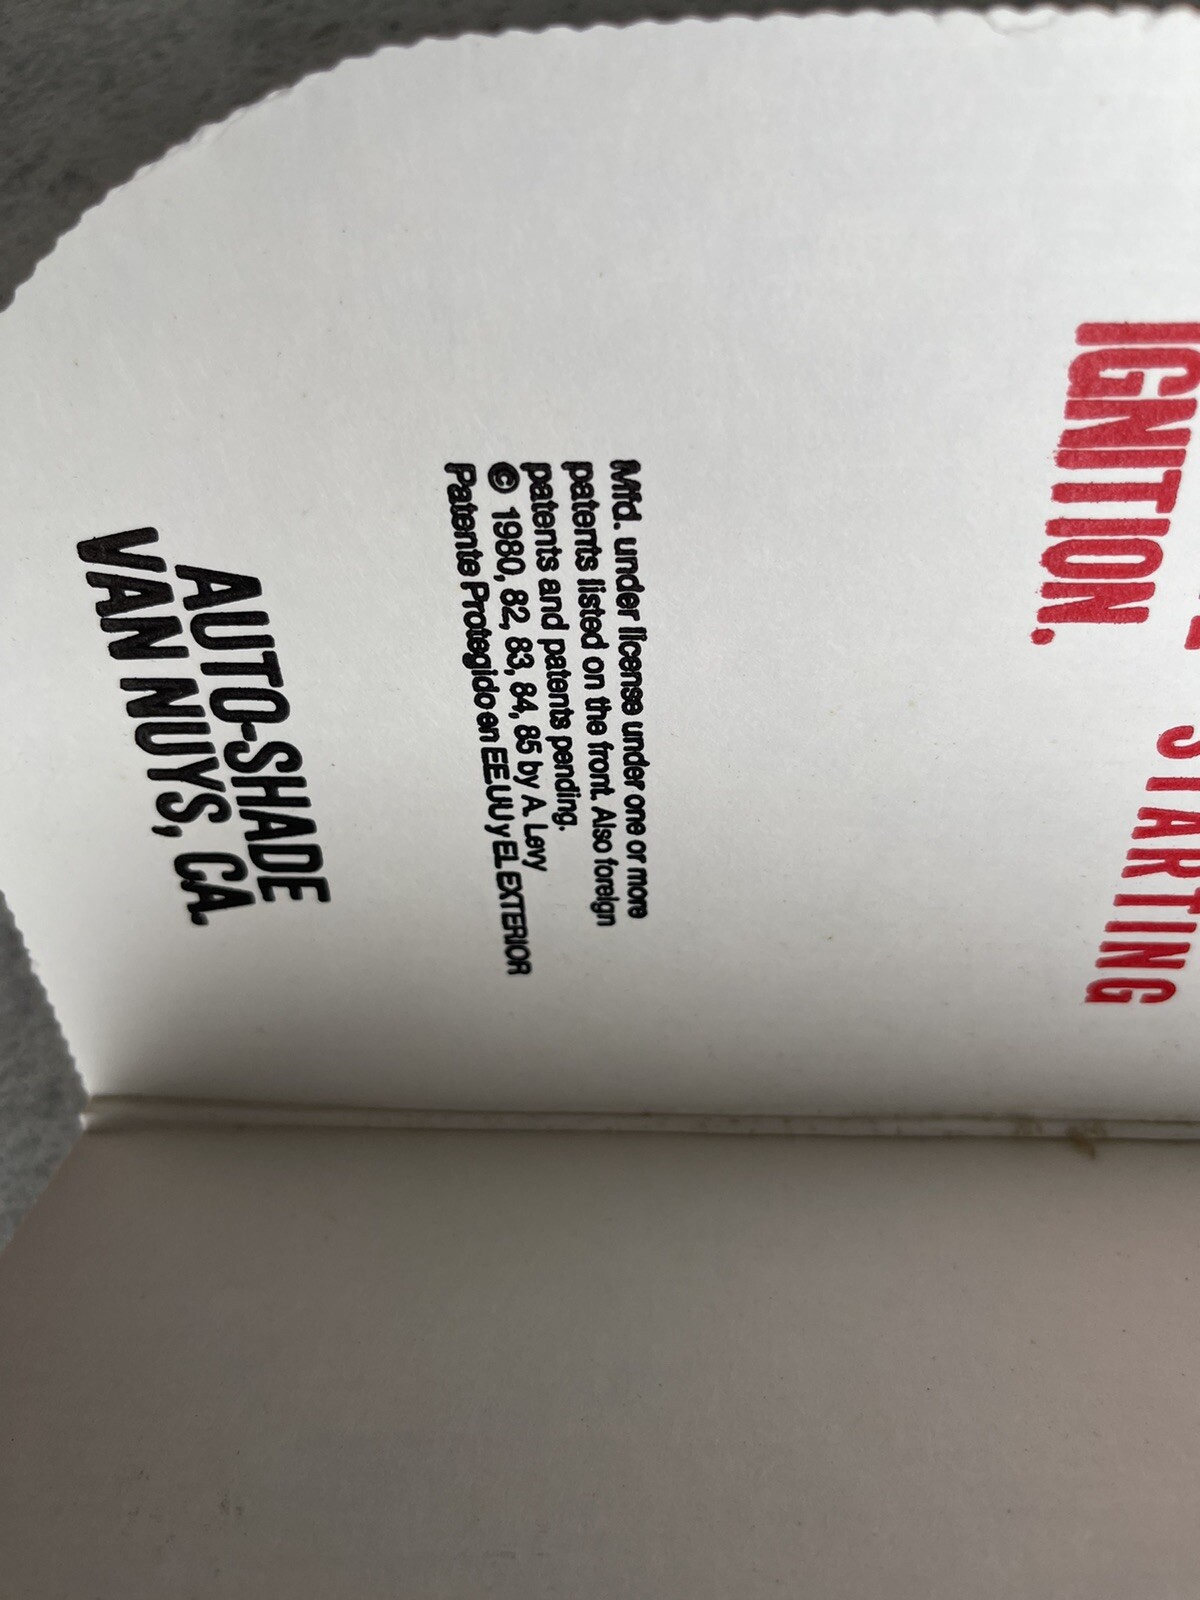 STARTING
IGNITION.
Mfd. under license under one or more
patents listed on the front. Also foreign
patents and patents pending.
© 1980, 82, 83, 84, 85 by A. Levy
Patente Protegido en EE.UU y EL EXTERIOR
AUTO-SHADE
VAN NUYS, CA.